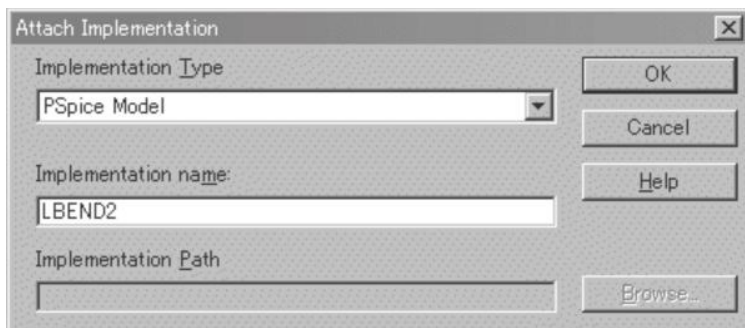 Attach Implementation
Implementation Type
PSpice Model
OK
Cancel
Implementation name:
LBEND2
Help
Implementation Path
Browse...